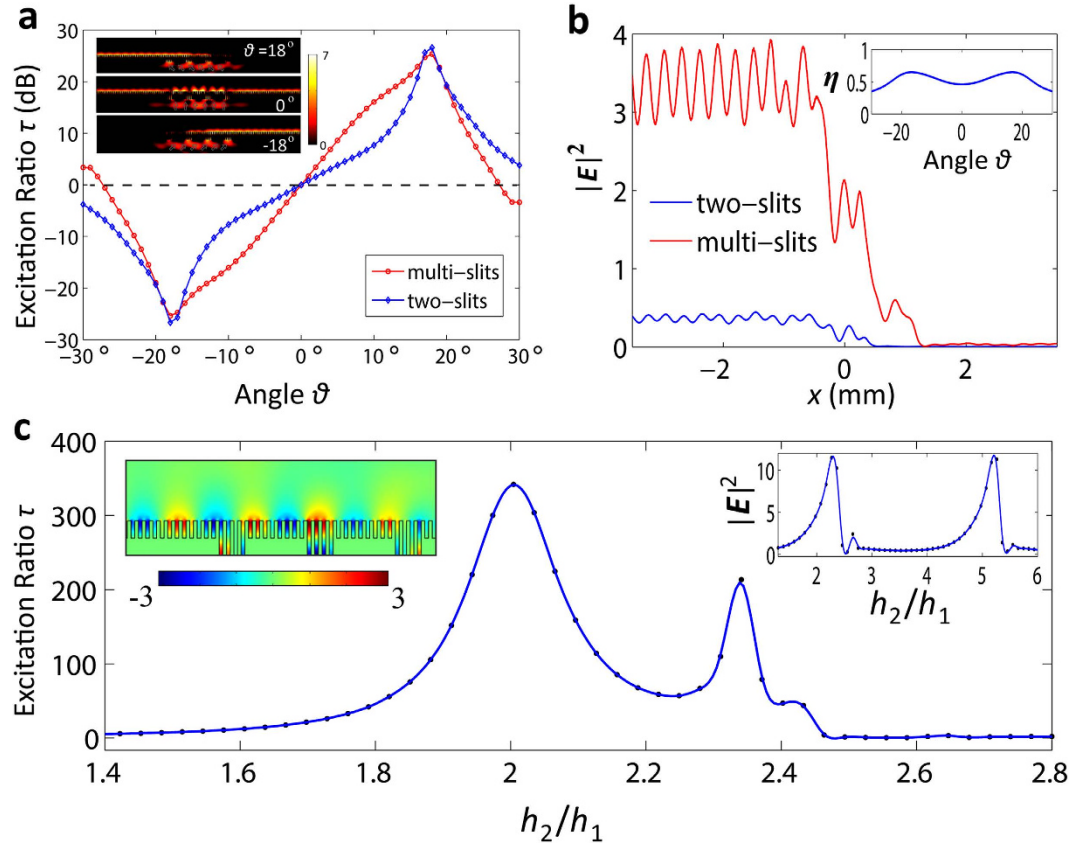 a
Excitation Ratio τ (dB)
30
20
10
0
−10
−20
−30
−30° −20° −10° 0° 10° 20° 30°
Angle ϑ
ϑ =18°
0°
-18°
7
0
multi−slits
two−slits
b
|E|²
4
3
2
1
0
−2 0 2
x (mm)
two−slits
multi−slits
η
1
0.5
0
−20 0 20
Angle ϑ
c
Excitation Ratio τ
400
300
200
100
0
1.4 1.6 1.8 2 2.2 2.4 2.6 2.8
h₂/h₁
-3 3
|E|²
10
5
0
2 3 4 5 6
h₂/h₁